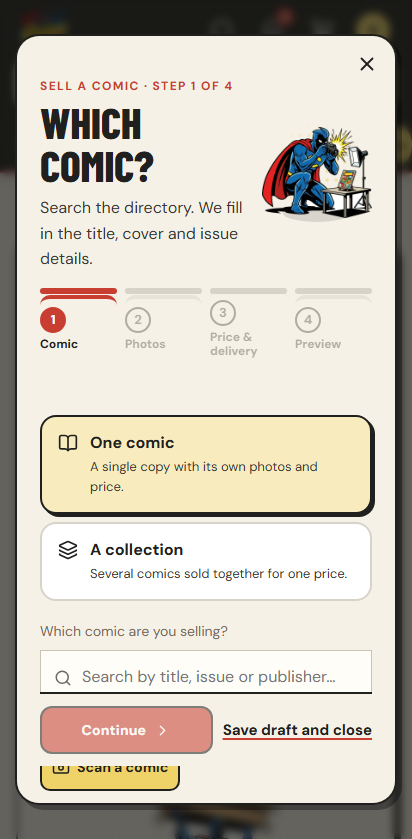 SELL A COMIC · STEP 1 OF 4
WHICH
COMIC?
Search the directory. We fill
in the title, cover and issue
details.
1
2
3
4
Comic
Photos
Price &
delivery
Preview
One comic
A single copy with its own photos and
price.
A collection
Several comics sold together for one price.
Which comic are you selling?
Search by title, issue or publisher...
Continue
Save draft and close
Scan a comic